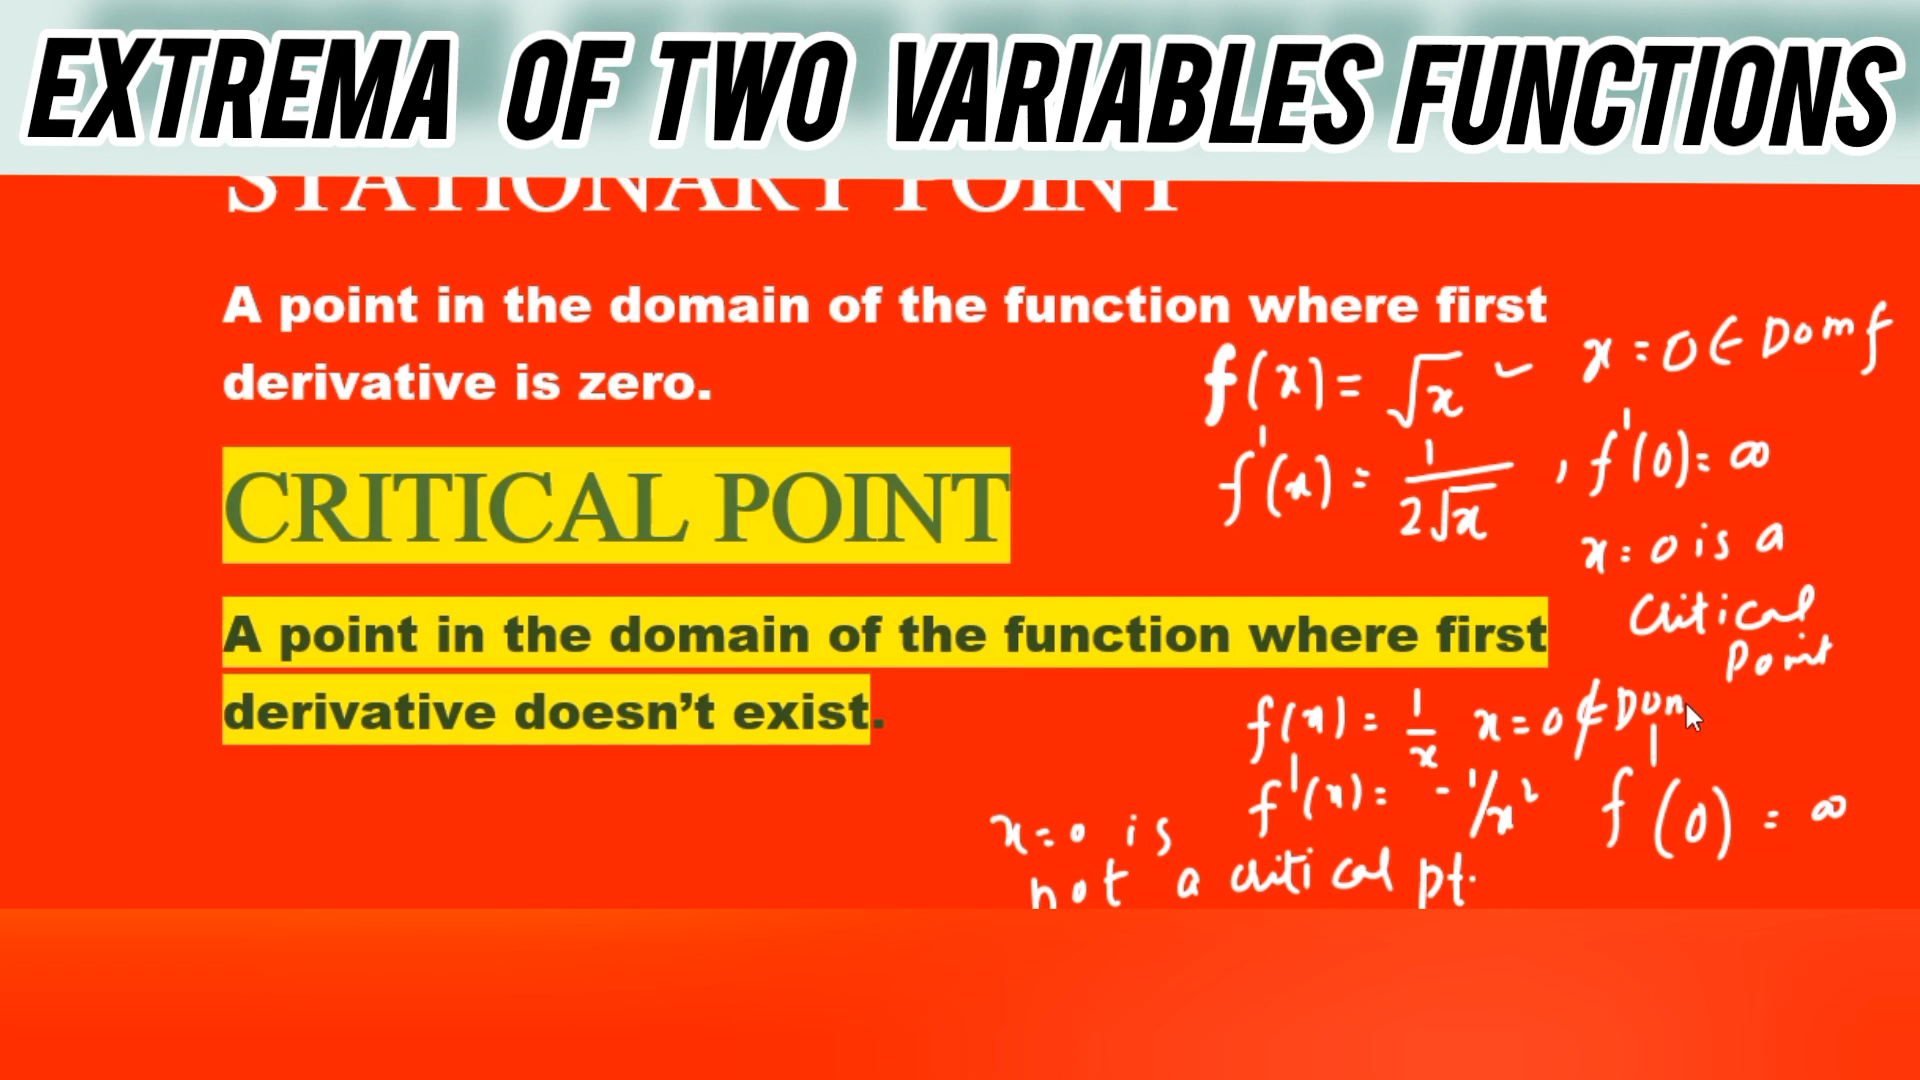 EXTREMA OF TWO VARIABLES FUNCTIONS
STATIONARY POINT
A point in the domain of the function where first
derivative is zero.
f(x) = √x ✓ x = 0 ∈ Dom f
f'(x) = 1/(2√x) , f'(0) = ∞
CRITICAL POINT
x = 0 is a
Critical
Point
A point in the domain of the function where first
derivative doesn’t exist.
f(x) = 1/x x = 0 ∉ Dom
f'(x) = -1/x² f'(0) = ∞
x = 0 is
not a critical pt.